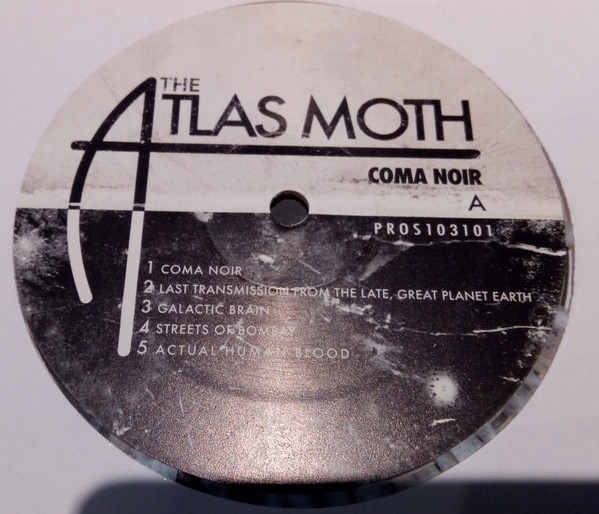 THE
ATLAS MOTH
COMA NOIR
A
PROS103101
1 COMA NOIR
2 LAST TRANSMISSION FROM THE LATE, GREAT PLANET EARTH
3 GALACTIC BRAIN
4 STREETS OF BOMBAY
5 ACTUAL HUMAN BLOOD